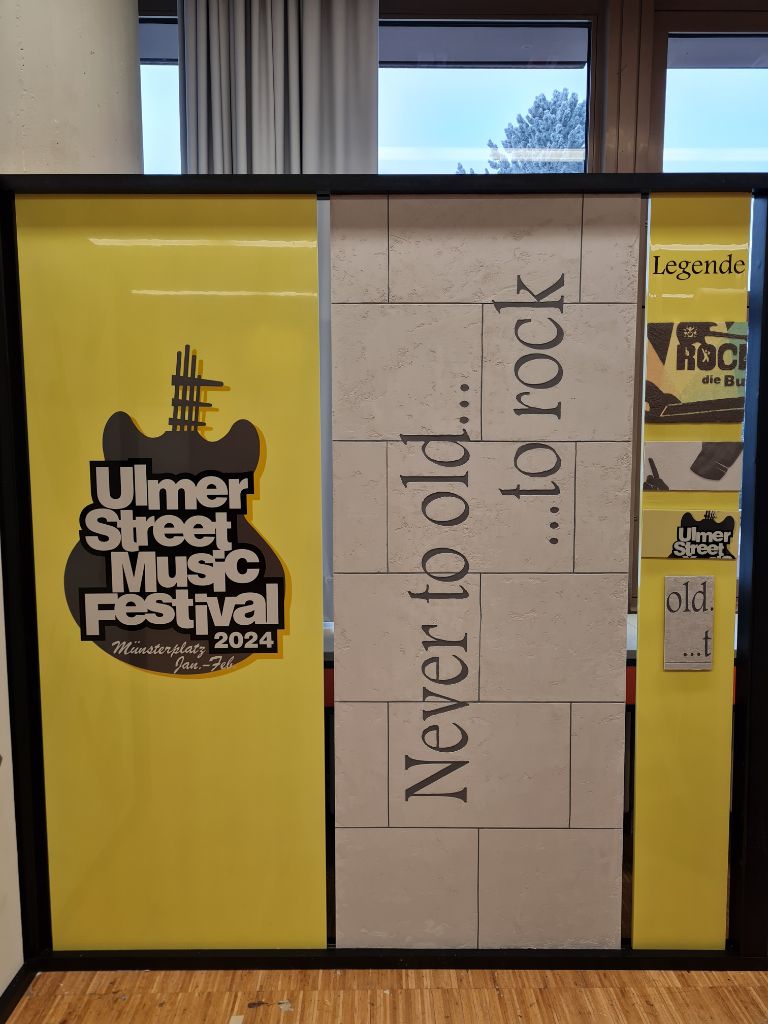 Ulmer
Street
Music
Festival
2024
Münsterplatz
Jan.-Feb
Never to old...
...to rock
Legende
ROCK
die Bu
Ulmer
Street
old.
...t